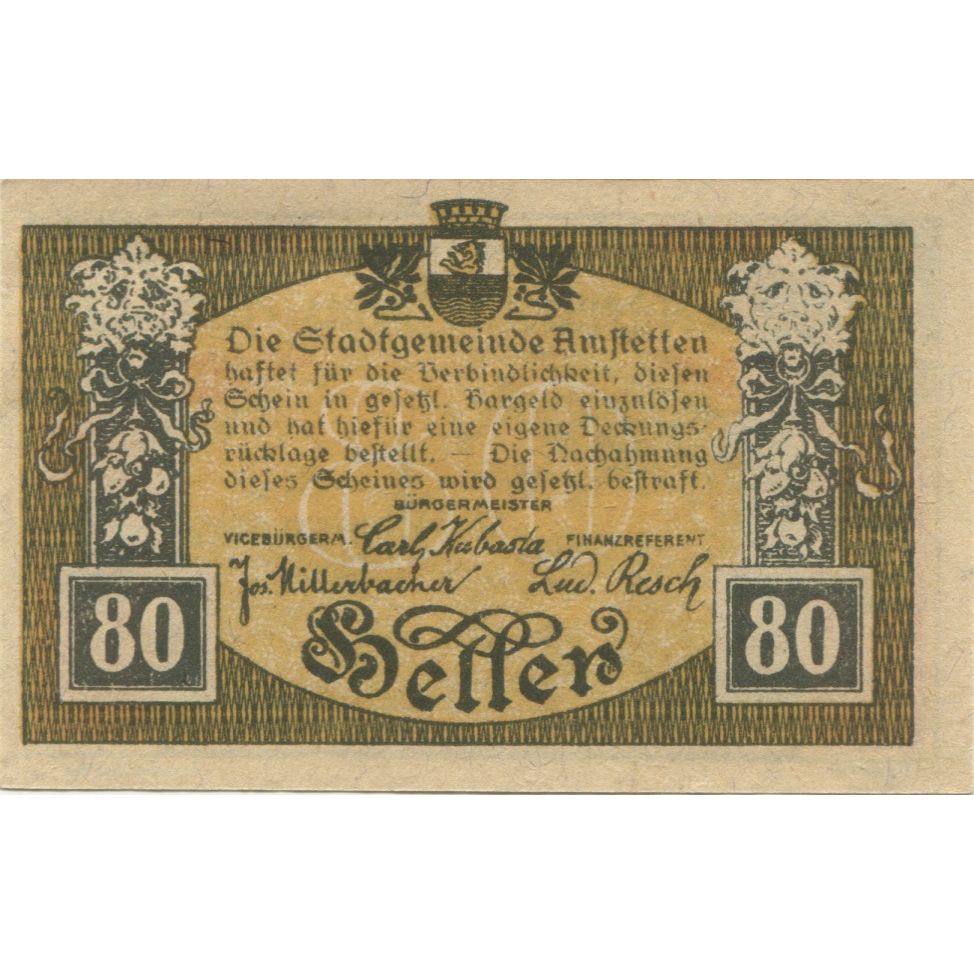 Die Stadtgemeinde Amstetten
haftet für die Verbindlichkeit, diesen
Schein in gesetzl. Bargeld einzulösen
und hat hiefür eine eigene Deckungs-
rücklage bestellt. – Die Nachahmung
dieses Scheines wird gesetzl. bestraft.
BÜRGERMEISTER
VICEBÜRGERM. Carl Kubasta FINANZREFERENT
Jos. Hillerbacher Lud. Resch
80 Heller 80
80